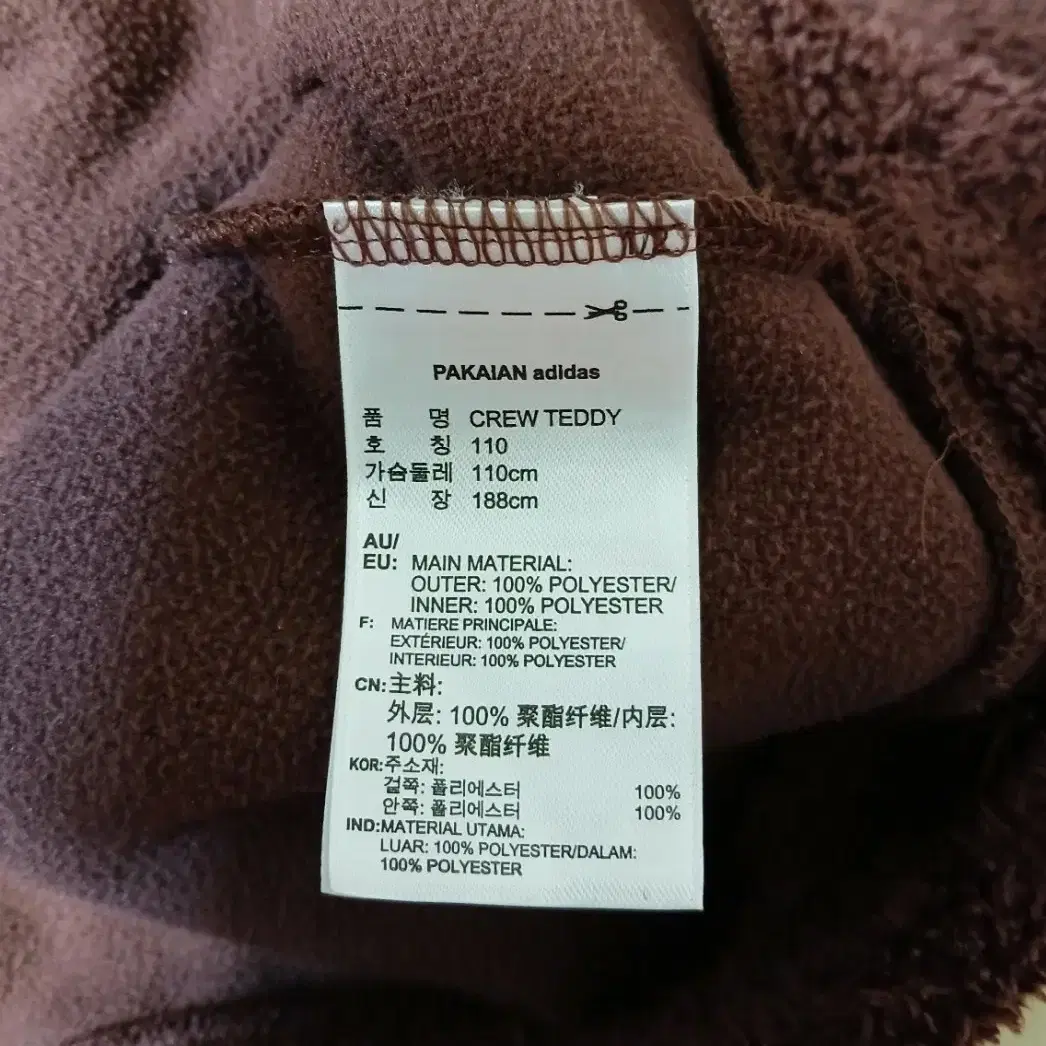 PAKAIAN adidas
품 명 CREW TEDDY
호 칭 110
가슴둘레 110cm
신 장 188cm
AU/
EU: MAIN MATERIAL:
OUTER: 100% POLYESTER/
INNER: 100% POLYESTER
F: MATIERE PRINCIPALE:
EXTÉRIEUR: 100% POLYESTER/
INTERIEUR: 100% POLYESTER
CN: 主料:
外层: 100% 聚酯纤维/内层:
100% 聚酯纤维
KOR: 주소재:
겉쪽: 폴리에스터 100%
안쪽: 폴리에스터 100%
IND: MATERIAL UTAMA:
LUAR: 100% POLYESTER/DALAM:
100% POLYESTER